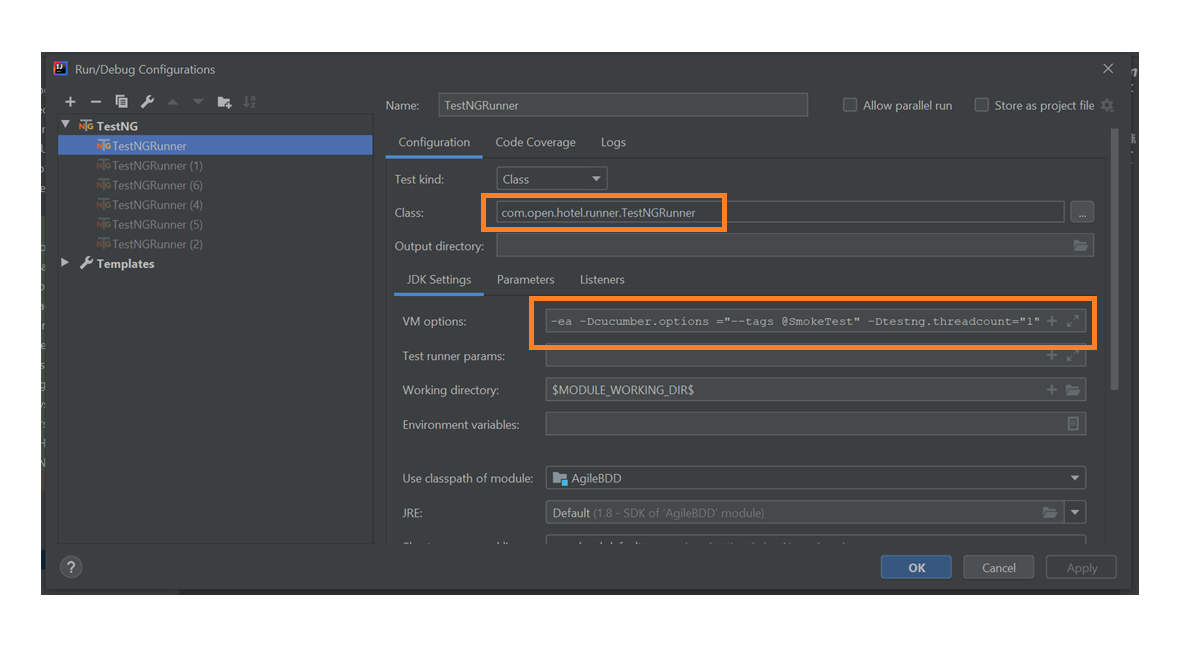 Run/Debug Configurations
Name: TestNGRunner
Allow parallel run
Store as project file
TestNG
TestNGRunner
TestNGRunner (1)
TestNGRunner (6)
TestNGRunner (4)
TestNGRunner (5)
TestNGRunner (2)
Templates
Configuration Code Coverage Logs
Test kind: Class
Class: com.open.hotel.runner.TestNGRunner ...
Output directory:
JDK Settings Parameters Listeners
VM options: -ea -Dcucumber.options ="--tags @SmokeTest" -Dtestng.threadcount="1"
Test runner params:
Working directory: $MODULE_WORKING_DIR$
Environment variables:
Use classpath of module: AgileBDD
JRE: Default (1.8 - SDK of 'AgileBDD' module)
? OK Cancel Apply